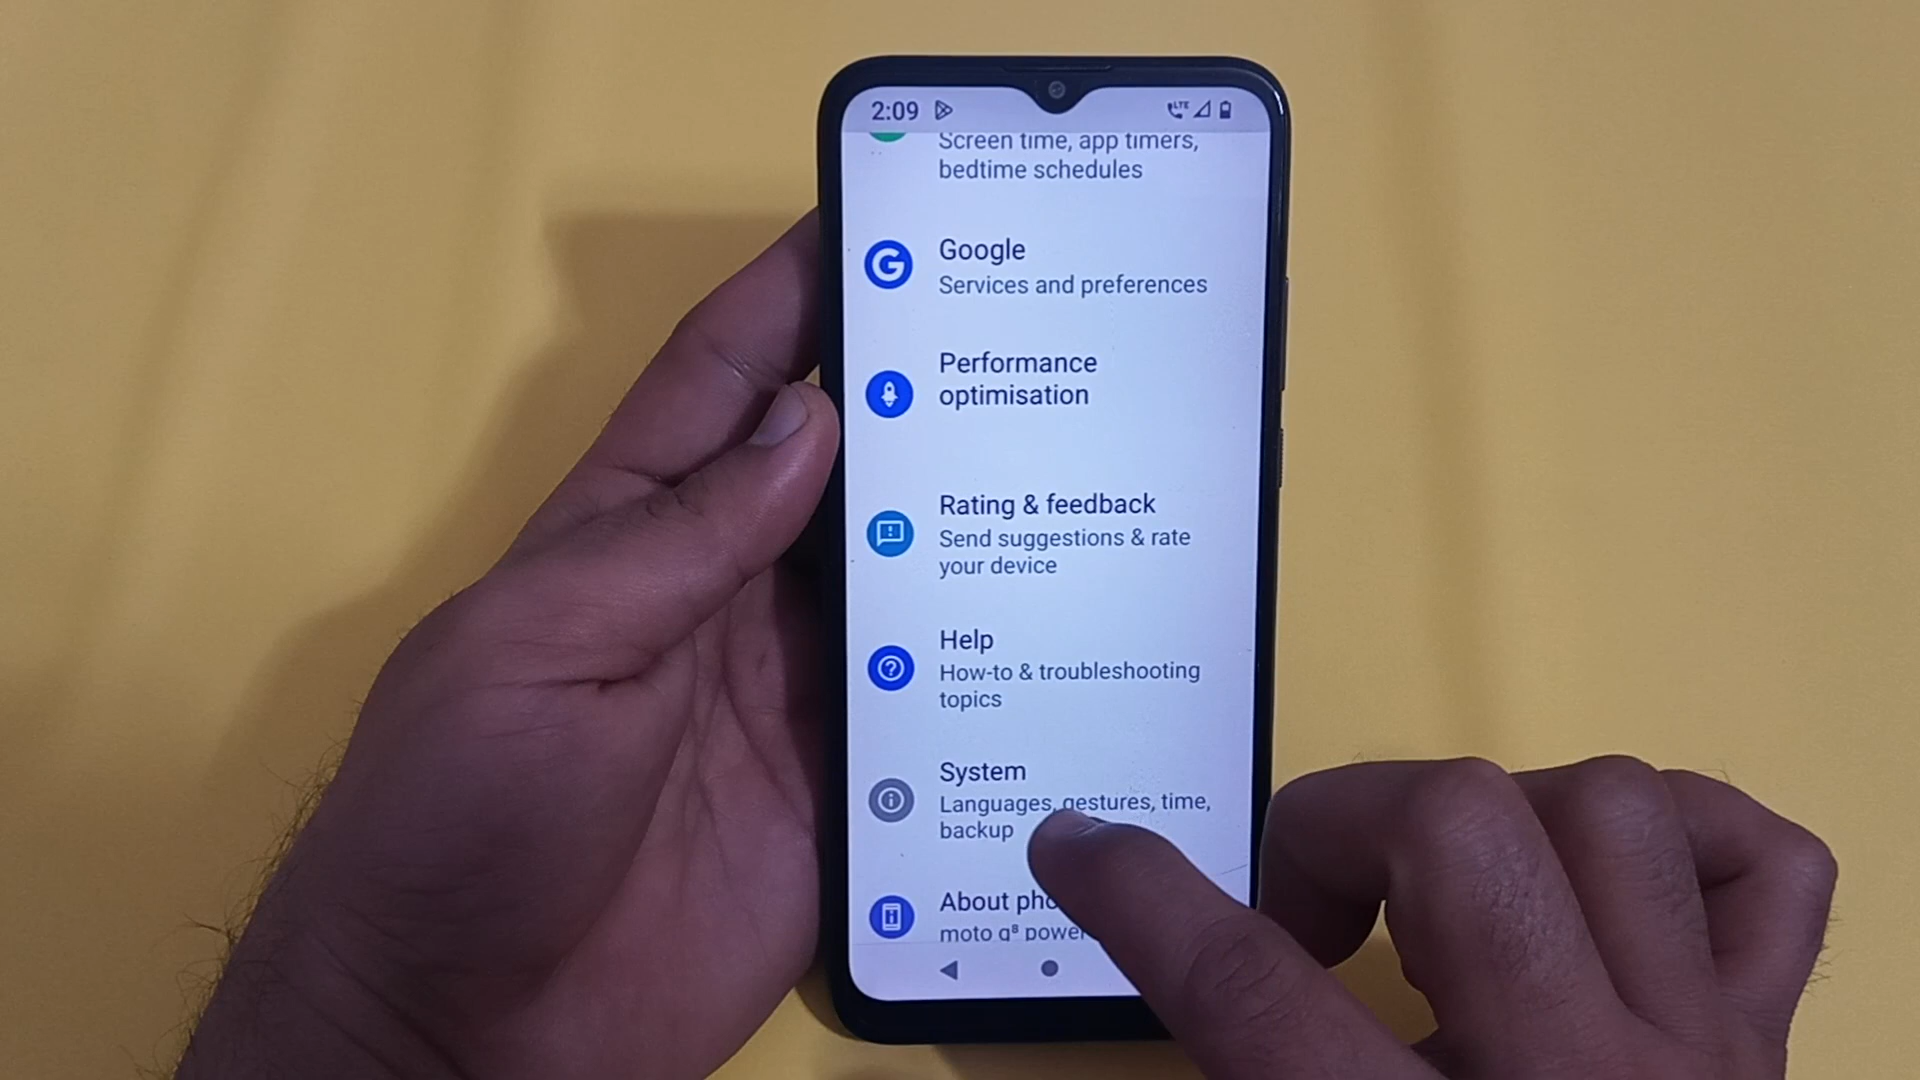 2:09
LTE
Screen time, app timers,
bedtime schedules
Google
Services and preferences
Performance
optimisation
Rating & feedback
Send suggestions & rate
your device
Help
How-to & troubleshooting
topics
System
Languages, gestures, time,
backup
About pho
moto g⁸ power